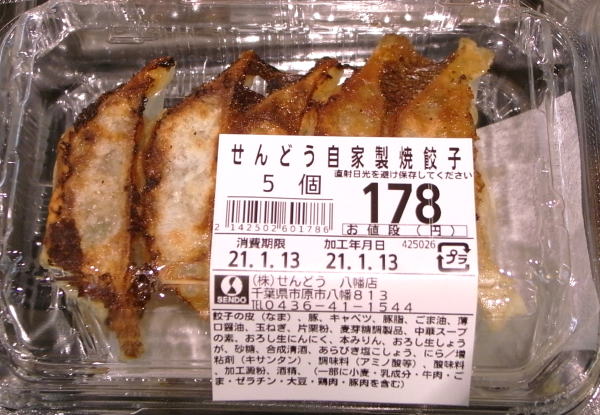 せんどう自家製焼餃子
直射日光を避け保存してください
5個
178
2 142502 601786
お値段(円)
消費期限 加工年月日 425026
21.1.13 21.1.13
プラ
(株)せんどう 八幡店
千葉県市原市八幡813
TEL0436-41-1544
SENDO
餃子の皮(なま)、豚、キャベツ、豚脂、ごま油、薄
口醤油、玉ねぎ、片栗粉、麦芽糖調製品、中華スープ
の素、おろし生にんにく、本みりん、おろし生しょう
が、砂糖、合成清酒、あらびき塩こしょう、にら/増
粘剤(キサンタン)、調味料(アミノ酸等)、酸味料、
加工澱粉、酒精、(一部に小麦・乳成分・牛肉・ご
ま・ゼラチン・大豆・鶏肉・豚肉を含む)